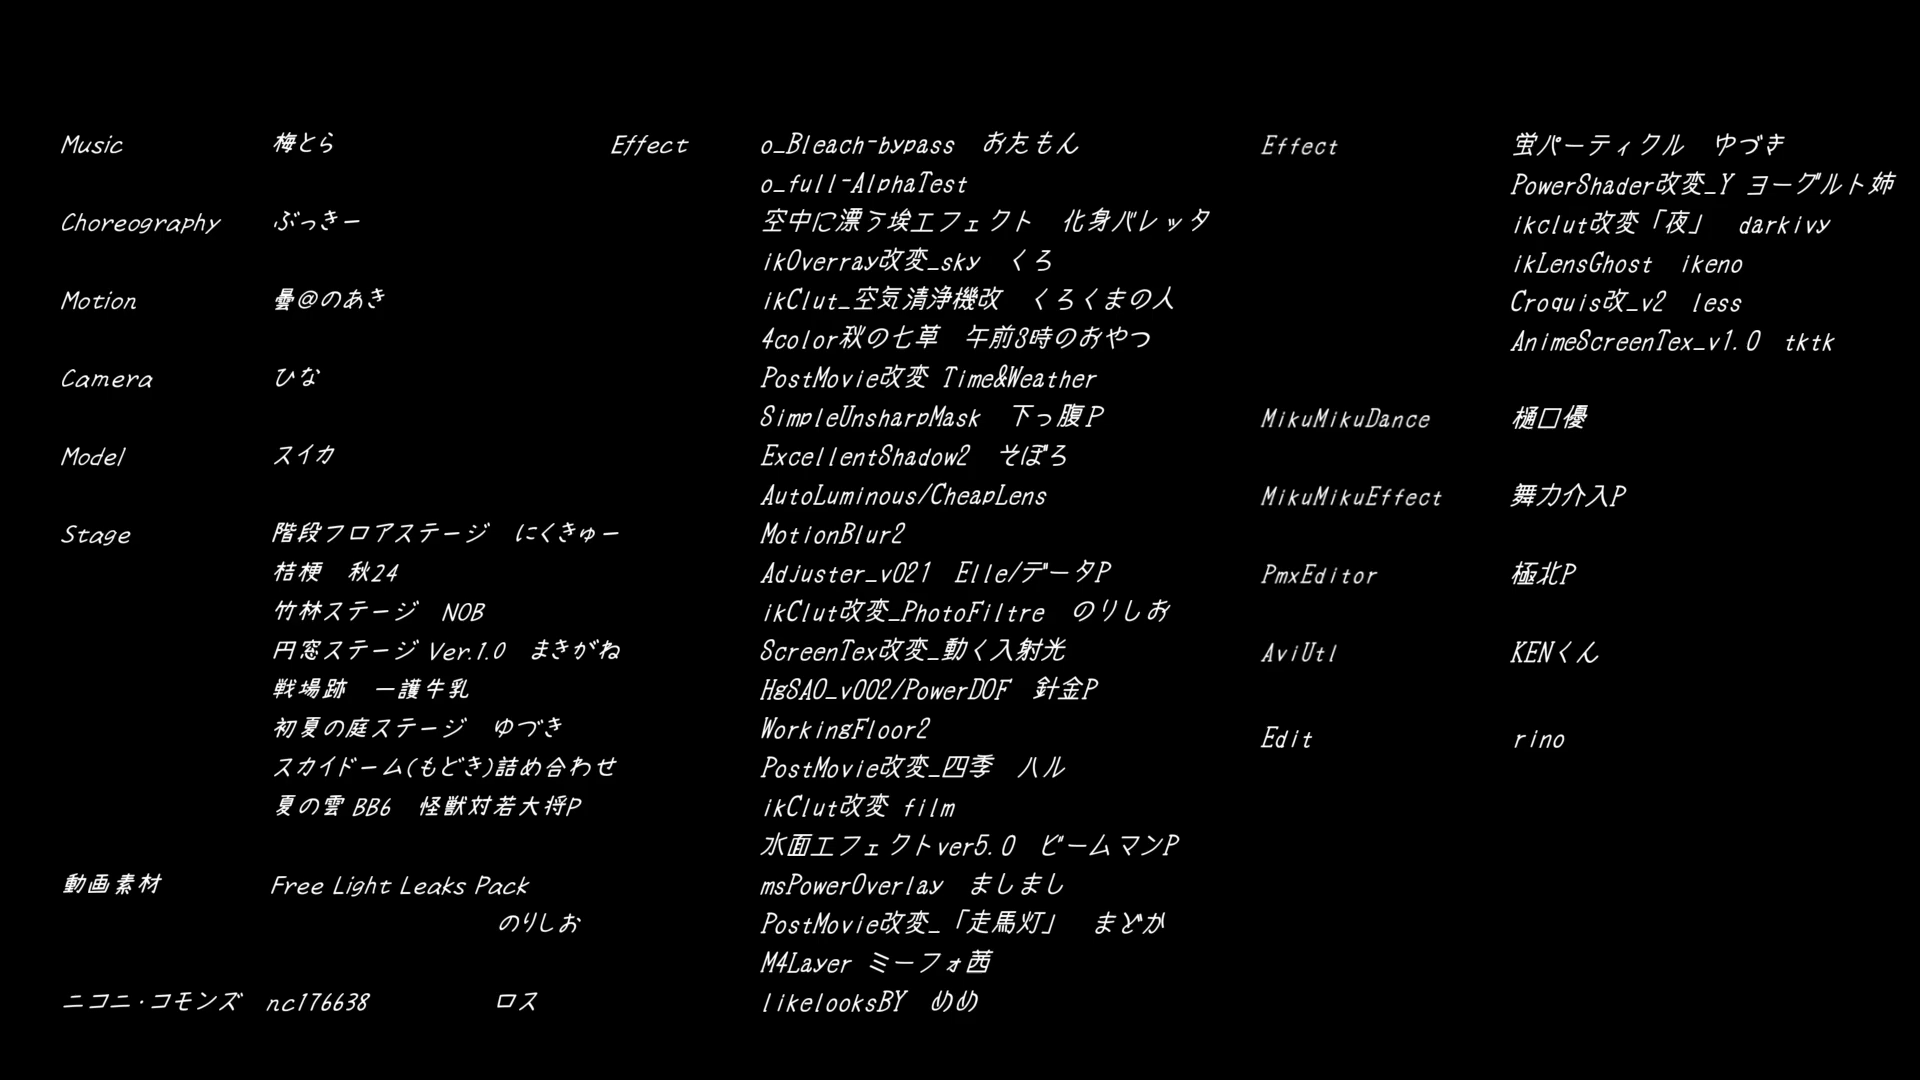 Music 梅とら
Choreography ぶっきー
Motion 曇@のあき
Camera ひな
Model スイカ
Stage 階段フロアステージ にくきゅー
桔梗 秋24
竹林ステージ NOB
円窓ステージ Ver.1.0 まきがね
戦場跡 一護牛乳
初夏の庭ステージ ゆづき
スカイドーム(もどき)詰め合わせ
夏の雲 BB6 怪獣対若大将P
動画素材 Free Light Leaks Pack
のりしお
ニコニ・コモンズ nc176638 ロス
Effect o_Bleach-bypass おたもん
o_full-AlphaTest
空中に漂う埃エフェクト 化身バレッタ
ikOverray改変_sky くろ
ikClut_空気清浄機改 くろくまの人
4color秋の七草 午前3時のおやつ
PostMovie改変 Time&Weather
SimpleUnsharpMask 下っ腹P
ExcellentShadow2 そぼろ
AutoLuminous/CheapLens
MotionBlur2
Adjuster_v021 Elle/データP
ikClut改変_PhotoFiltre のりしお
ScreenTex改変_動く入射光
HgSAO_v002/PowerDOF 針金P
WorkingFloor2
PostMovie改変_四季 ハル
ikClut改変 film
水面エフェクトver5.0 ビームマンP
msPowerOverlay ましまし
PostMovie改変_「走馬灯」 まどか
M4Layer ミーフォ茜
likelooksBY めめ
Effect 蛍パーティクル ゆづき
PowerShader改変_Y ヨーグルト姉
ikclut改変「夜」 darkivy
ikLensGhost ikeno
Croquis改_v2 less
AnimeScreenTex_v1.0 tktk
MikuMikuDance 樋口優
MikuMikuEffect 舞力介入P
PmxEditor 極北P
AviUtl KENくん
Edit rino